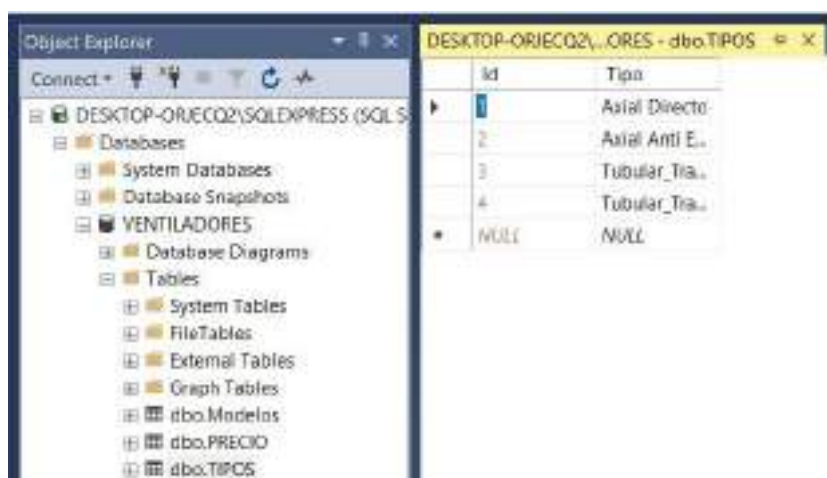 Object Explorer
Connect
DESKTOP-ORJECQ2\SQLEXPRESS (SQL S
Databases
System Databases
Database Snapshots
VENTILADORES
Database Diagrams
Tables
System Tables
FileTables
External Tables
Graph Tables
dbo.Modelos
dbo.PRECIO
dbo.TIPOS
DESKTOP-ORJECQ2\...ORES - dbo.TIPOS
Id Tipo
1 Axial Directo
2 Axial Anti E...
3 Tubular_Tra...
4 Tubular_Tra...
NULL NULL